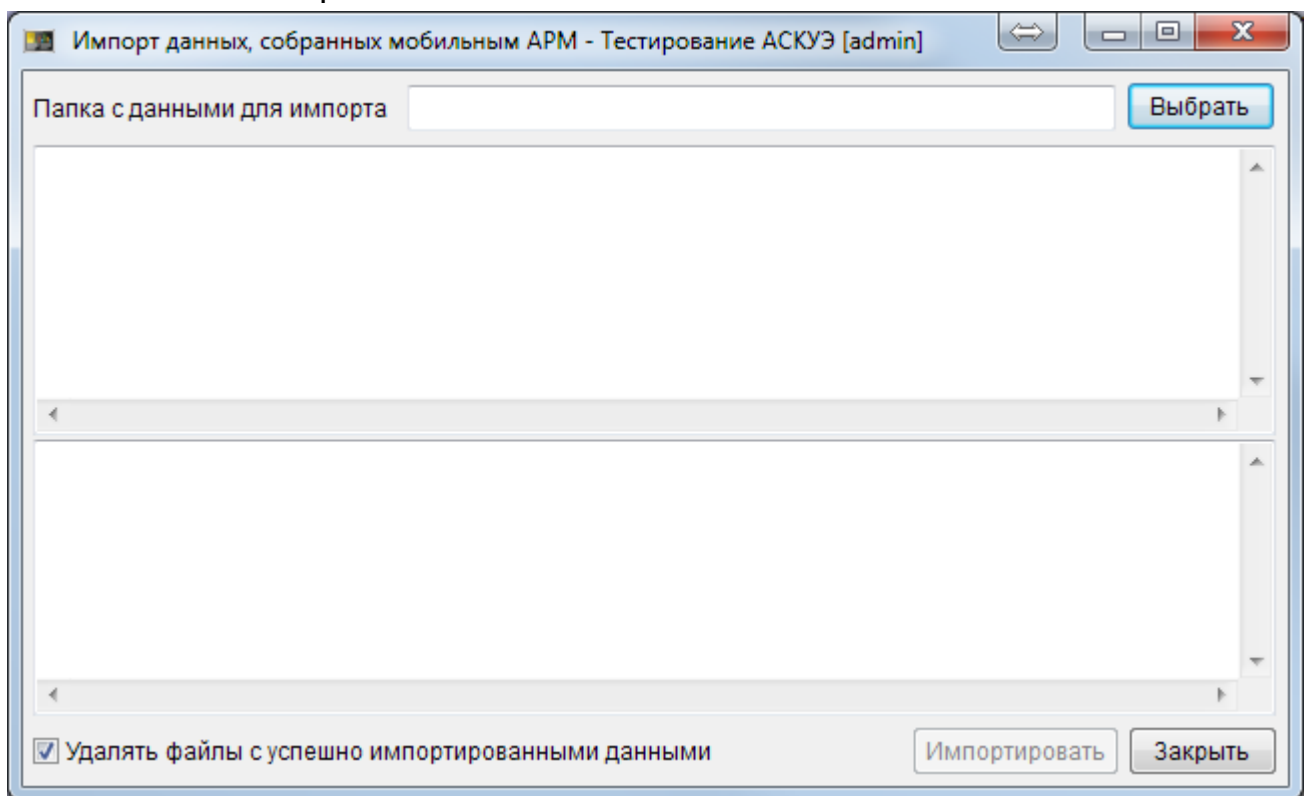 Импорт данных, собранных мобильным АРМ - Тестирование АСКУЭ [admin]
Папка с данными для импорта Выбрать
Удалять файлы с успешно импортированными данными Импортировать Закрыть